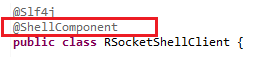 @Slf4j
@ShellComponent
public class RSocketShellClient {